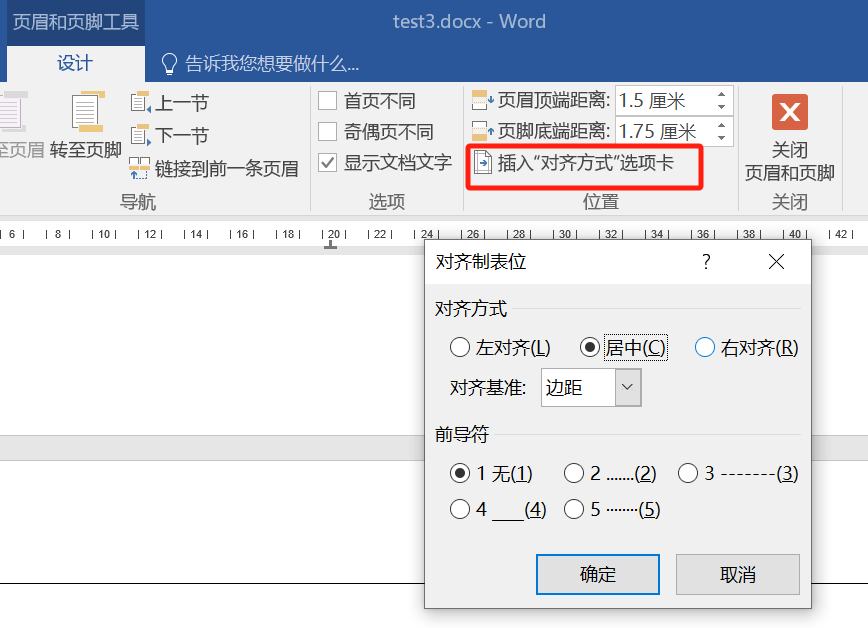 页眉和页脚工具 test3.docx - Word
设计 告诉我您想要做什么...
至页眉 转至页脚
上一节
下一节
链接到前一条页眉
导航
首页不同
奇偶页不同
显示文档文字
选项
页眉顶端距离: 1.5 厘米
页脚底端距离: 1.75 厘米
插入“对齐方式”选项卡
位置
关闭
页眉和页脚
关闭
6 8 10 12 14 16 18 20 22 24 26 28 30 32 34 36 38 40 42
对齐制表位 ?
对齐方式
左对齐(L) 居中(C) 右对齐(R)
对齐基准: 边距
前导符
1 无(1) 2 .......(2) 3 -------(3)
4 ___(4) 5 ········(5)
确定 取消